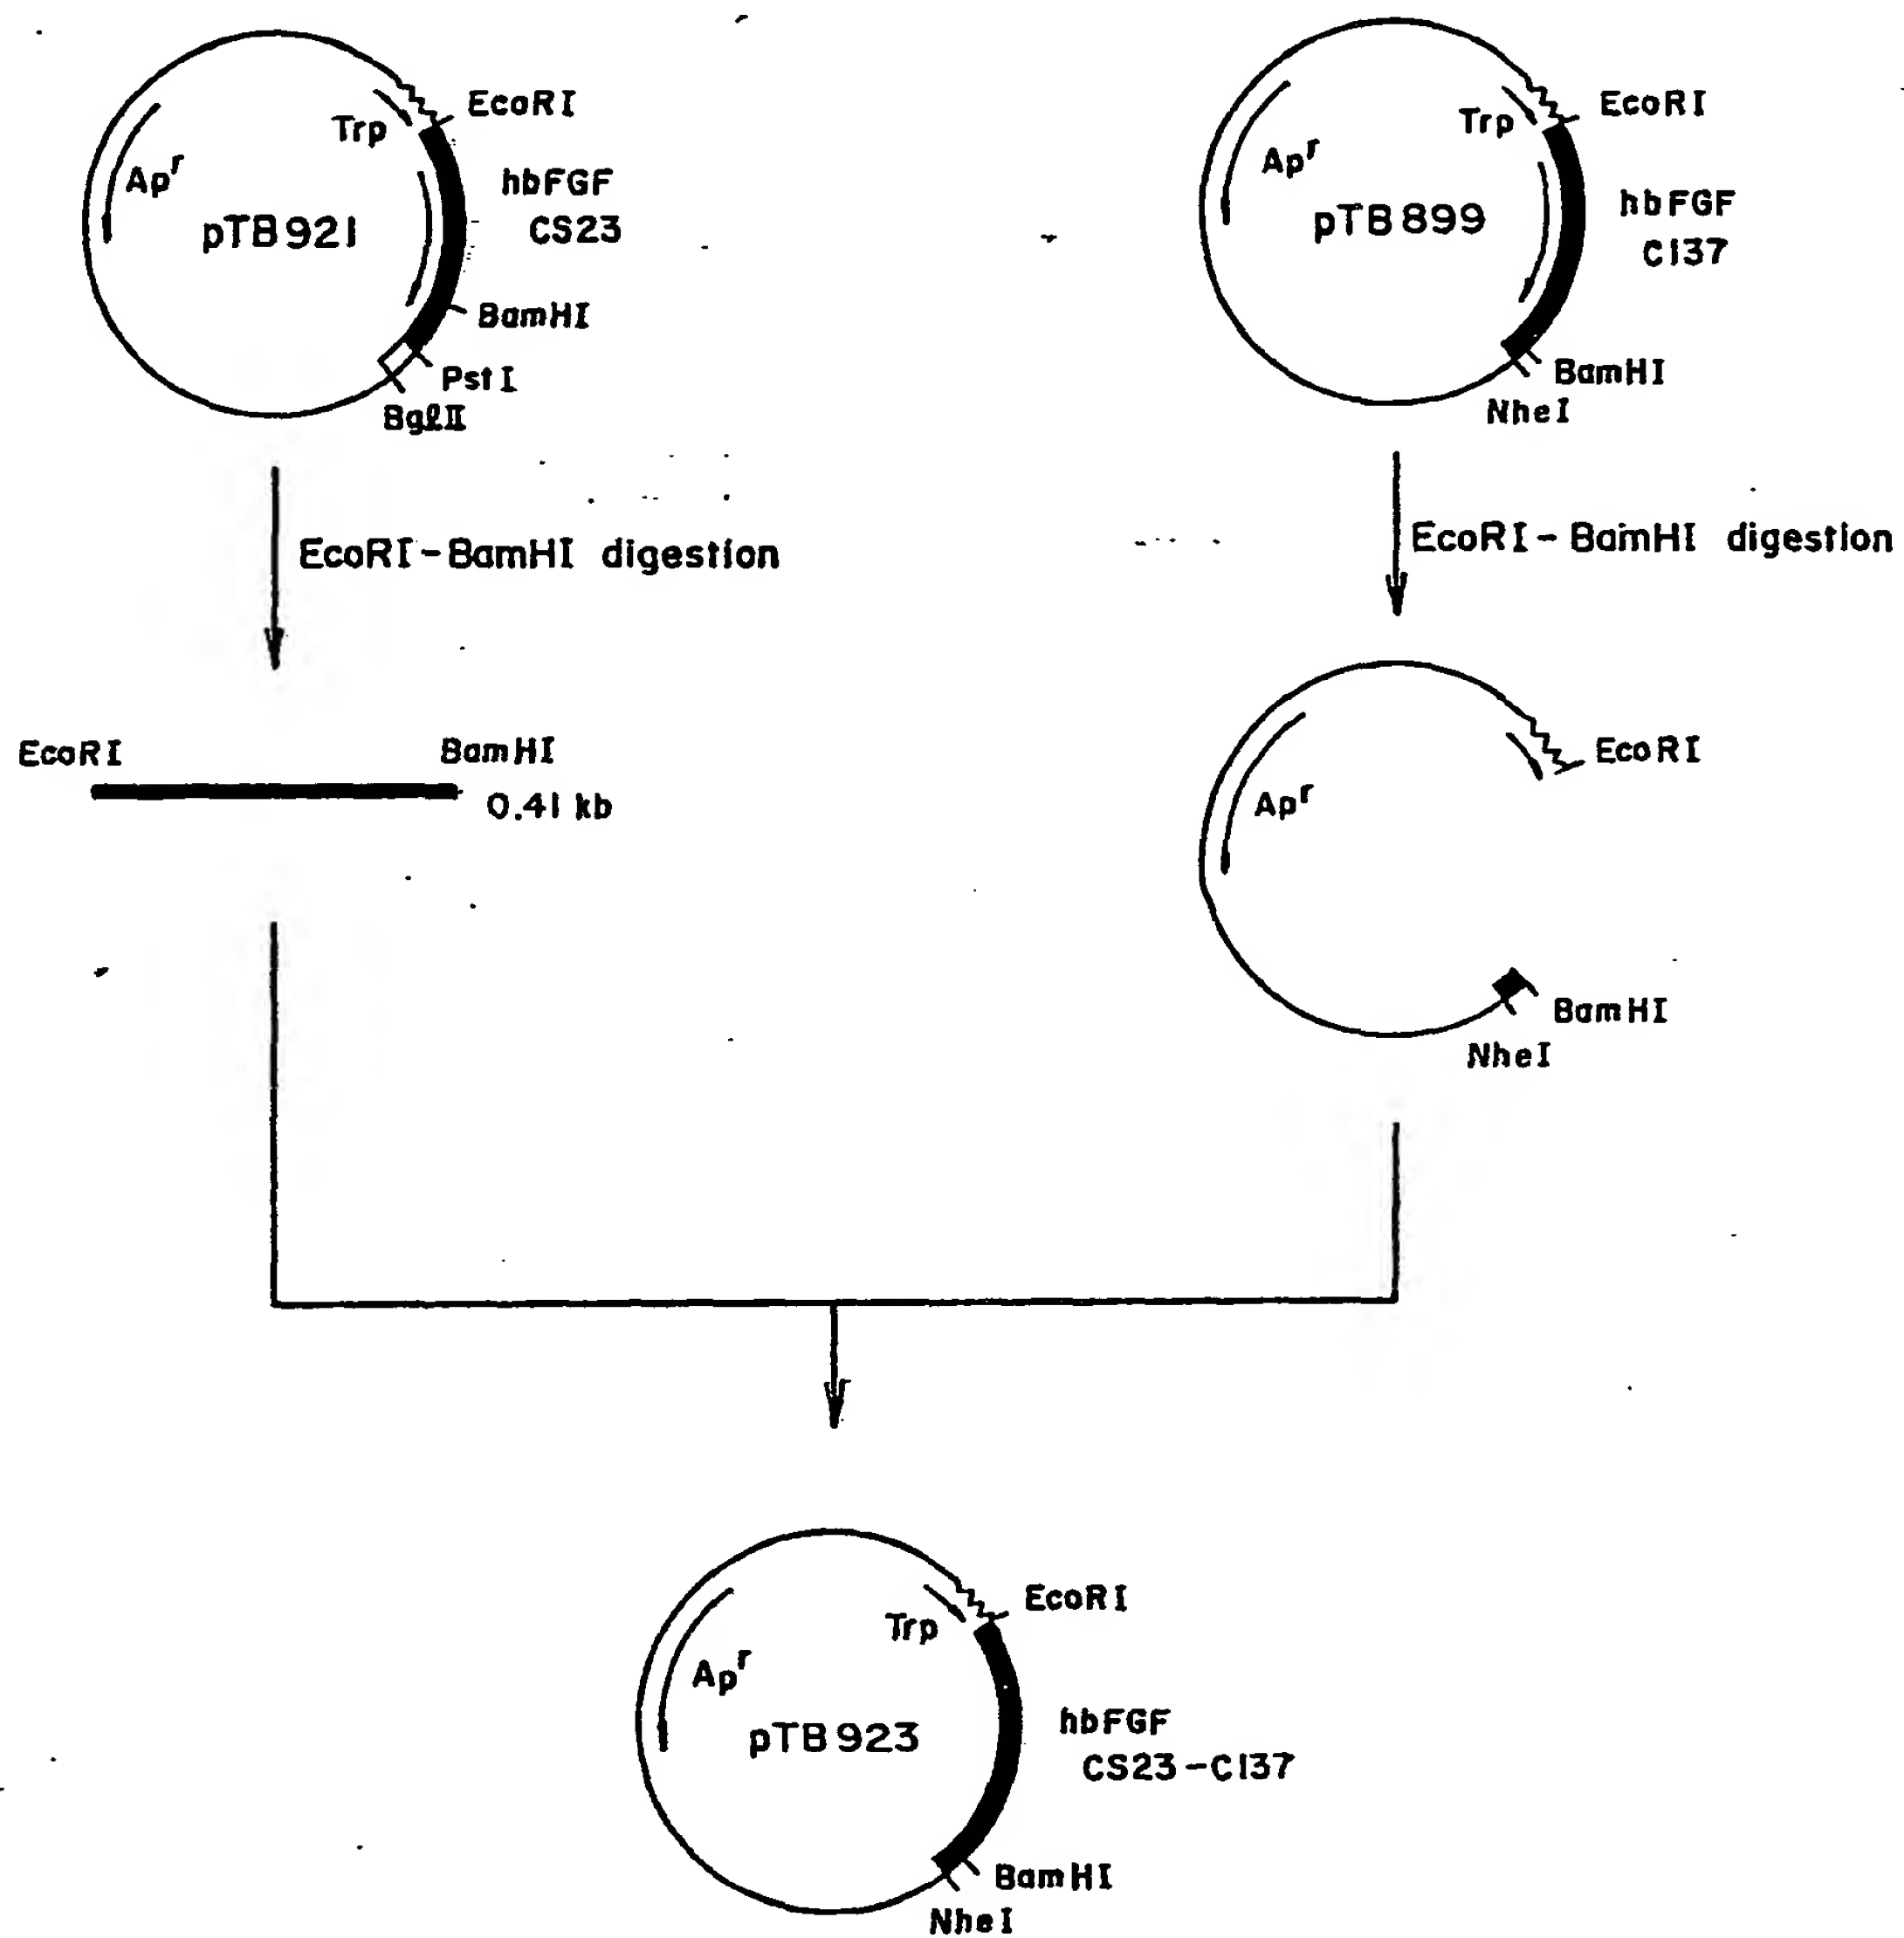 EcoRI
Trp
Apʳ
hbFGF
CS23
pTB921
BamHI
PstI
BglII
EcoRI
Trp
Apʳ
hbFGF
C137
pTB899
BamHI
NheI
EcoRI-BamHI digestion
EcoRI-BamHI digestion
EcoRI
BamHI
0.41 kb
EcoRI
Apʳ
BamHI
NheI
EcoRI
Trp
Apʳ
hbFGF
CS23-C137
pTB923
BamHI
NheI